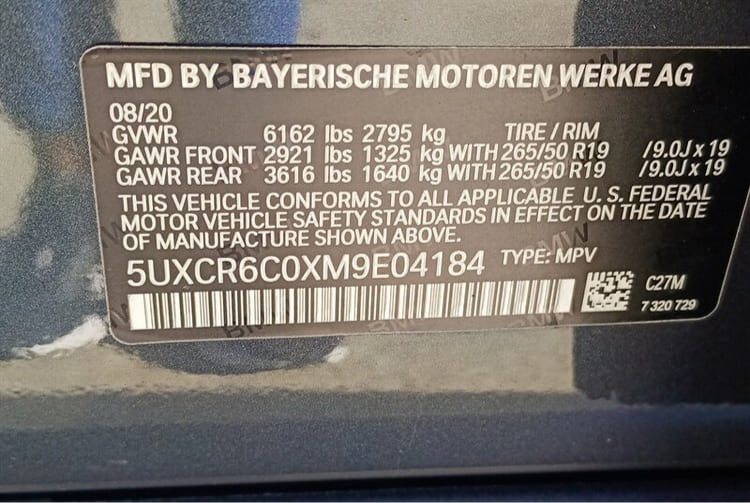 MFD BY BAYERISCHE MOTOREN WERKE AG
08/20
GVWR 6162 lbs 2795 kg TIRE / RIM
GAWR FRONT 2921 lbs 1325 kg WITH 265/50 R19 /9.0J x 19
GAWR REAR 3616 lbs 1640 kg WITH 265/50 R19 /9.0J x 19
THIS VEHICLE CONFORMS TO ALL APPLICABLE U. S. FEDERAL
MOTOR VEHICLE SAFETY STANDARDS IN EFFECT ON THE DATE
OF MANUFACTURE SHOWN ABOVE.
5UXCR6C0XM9E04184 TYPE: MPV
C27M
7 320 729